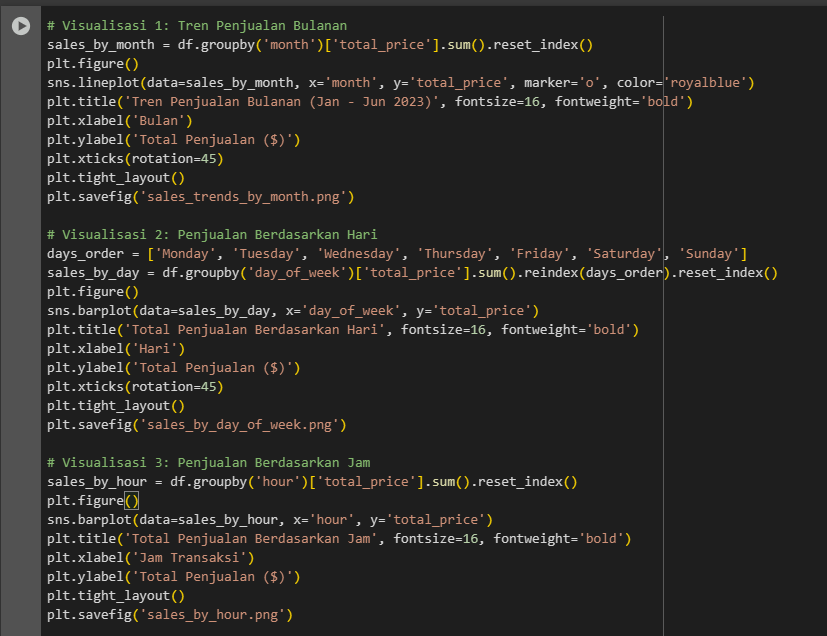 # Visualisasi 1: Tren Penjualan Bulanan
sales_by_month = df.groupby('month')['total_price'].sum().reset_index()
plt.figure()
sns.lineplot(data=sales_by_month, x='month', y='total_price', marker='o', color='royalblue')
plt.title('Tren Penjualan Bulanan (Jan - Jun 2023)', fontsize=16, fontweight='bold')
plt.xlabel('Bulan')
plt.ylabel('Total Penjualan ($)')
plt.xticks(rotation=45)
plt.tight_layout()
plt.savefig('sales_trends_by_month.png')

# Visualisasi 2: Penjualan Berdasarkan Hari
days_order = ['Monday', 'Tuesday', 'Wednesday', 'Thursday', 'Friday', 'Saturday', 'Sunday']
sales_by_day = df.groupby('day_of_week')['total_price'].sum().reindex(days_order).reset_index()
plt.figure()
sns.barplot(data=sales_by_day, x='day_of_week', y='total_price')
plt.title('Total Penjualan Berdasarkan Hari', fontsize=16, fontweight='bold')
plt.xlabel('Hari')
plt.ylabel('Total Penjualan ($)')
plt.xticks(rotation=45)
plt.tight_layout()
plt.savefig('sales_by_day_of_week.png')

# Visualisasi 3: Penjualan Berdasarkan Jam
sales_by_hour = df.groupby('hour')['total_price'].sum().reset_index()
plt.figure()
sns.barplot(data=sales_by_hour, x='hour', y='total_price')
plt.title('Total Penjualan Berdasarkan Jam', fontsize=16, fontweight='bold')
plt.xlabel('Jam Transaksi')
plt.ylabel('Total Penjualan ($)')
plt.tight_layout()
plt.savefig('sales_by_hour.png')